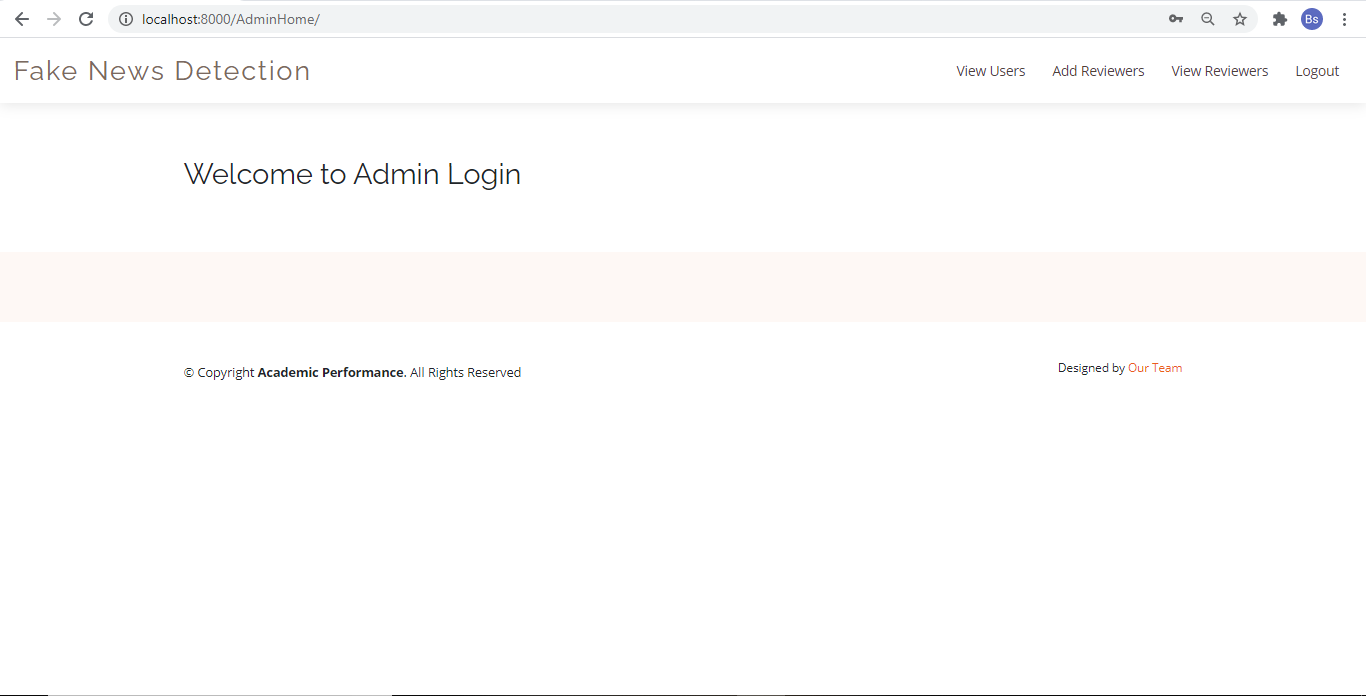 localhost:8000/AdminHome/
Bs
Fake News Detection
View Users Add Reviewers View Reviewers Logout
Welcome to Admin Login
© Copyright Academic Performance. All Rights Reserved
Designed by Our Team